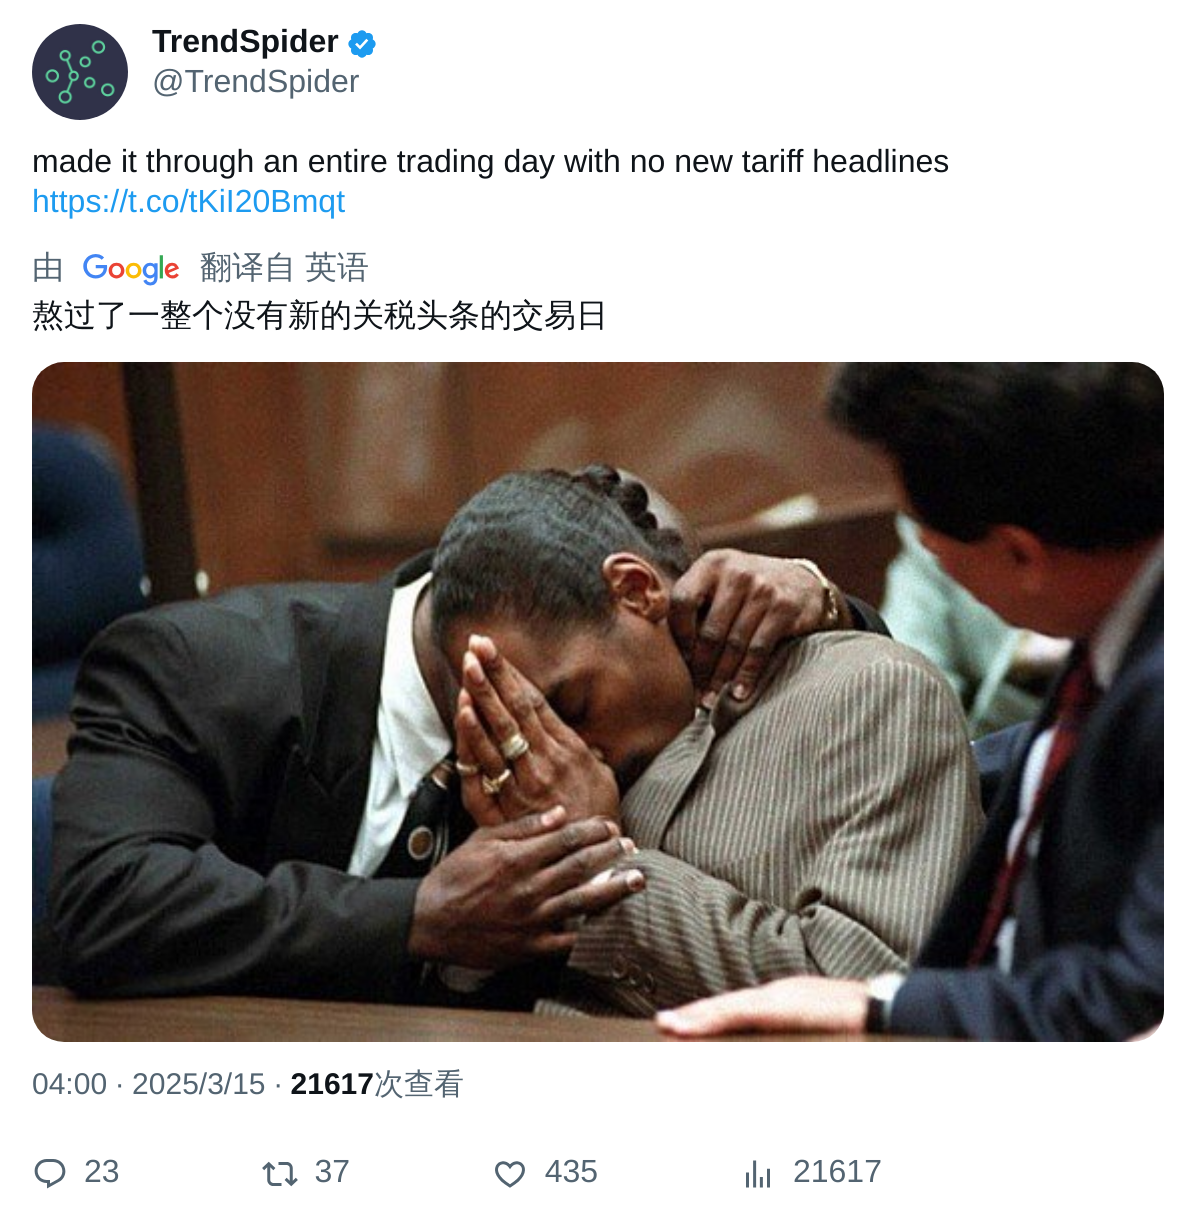 TrendSpider
@TrendSpider
made it through an entire trading day with no new tariff headlines
https://t.co/tKiI20Bmqt
由 Google 翻译自 英语
熬过了一整个没有新的关税头条的交易日
04:00 · 2025/3/15 · 21617次查看
23 37 435 21617